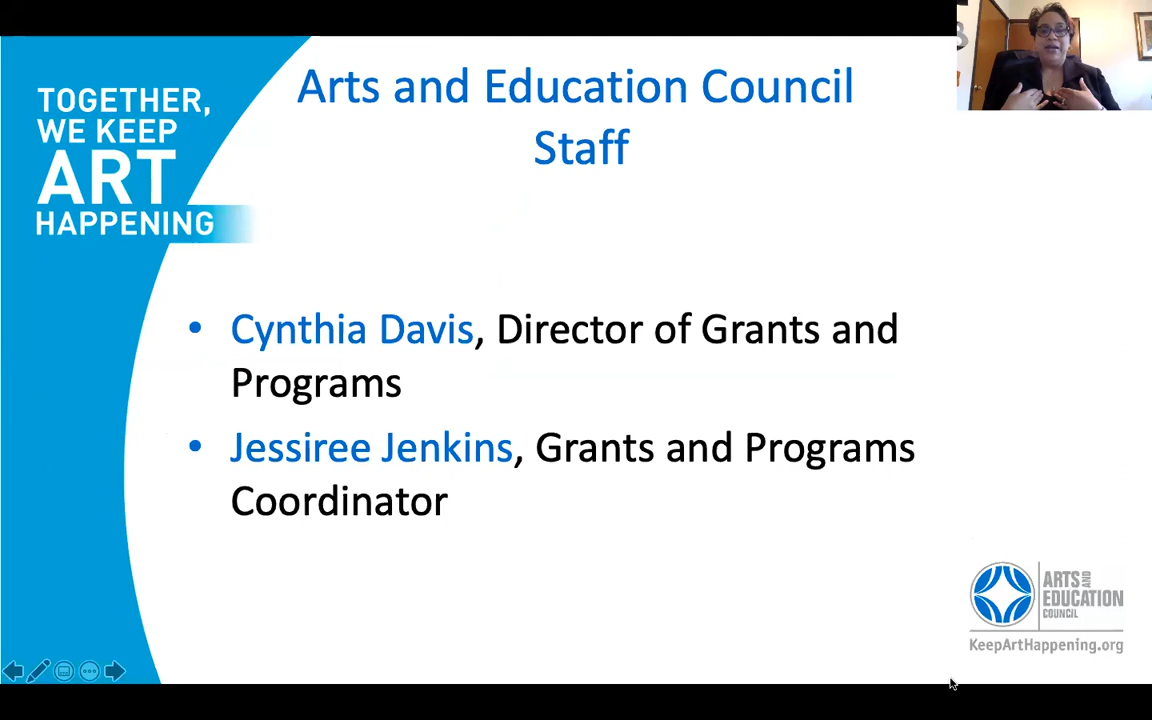 TOGETHER,
WE KEEP
ART
HAPPENING
Arts and Education Council
Staff
• Cynthia Davis, Director of Grants and
Programs
• Jessiree Jenkins, Grants and Programs
Coordinator
ARTS AND
EDUCATION
COUNCIL
KeepArtHappening.org